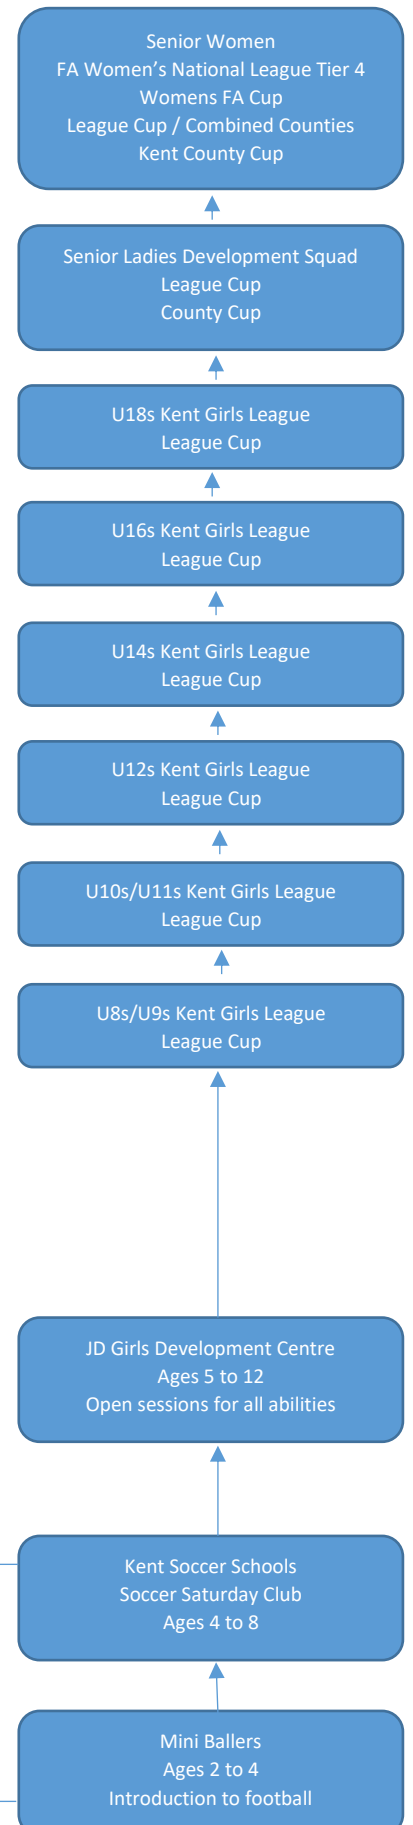 Senior Women
FA Women's National League Tier 4
Womens FA Cup
League Cup / Combined Counties
Kent County Cup
Senior Ladies Development Squad
League Cup
County Cup
U18s Kent Girls League
League Cup
U16s Kent Girls League
League Cup
U14s Kent Girls League
League Cup
U12s Kent Girls League
League Cup
U10s/U11s Kent Girls League
League Cup
U8s/U9s Kent Girls League
League Cup
JD Girls Development Centre
Ages 5 to 12
Open sessions for all abilities
Kent Soccer Schools
Soccer Saturday Club
Ages 4 to 8
Mini Ballers
Ages 2 to 4
Introduction to football